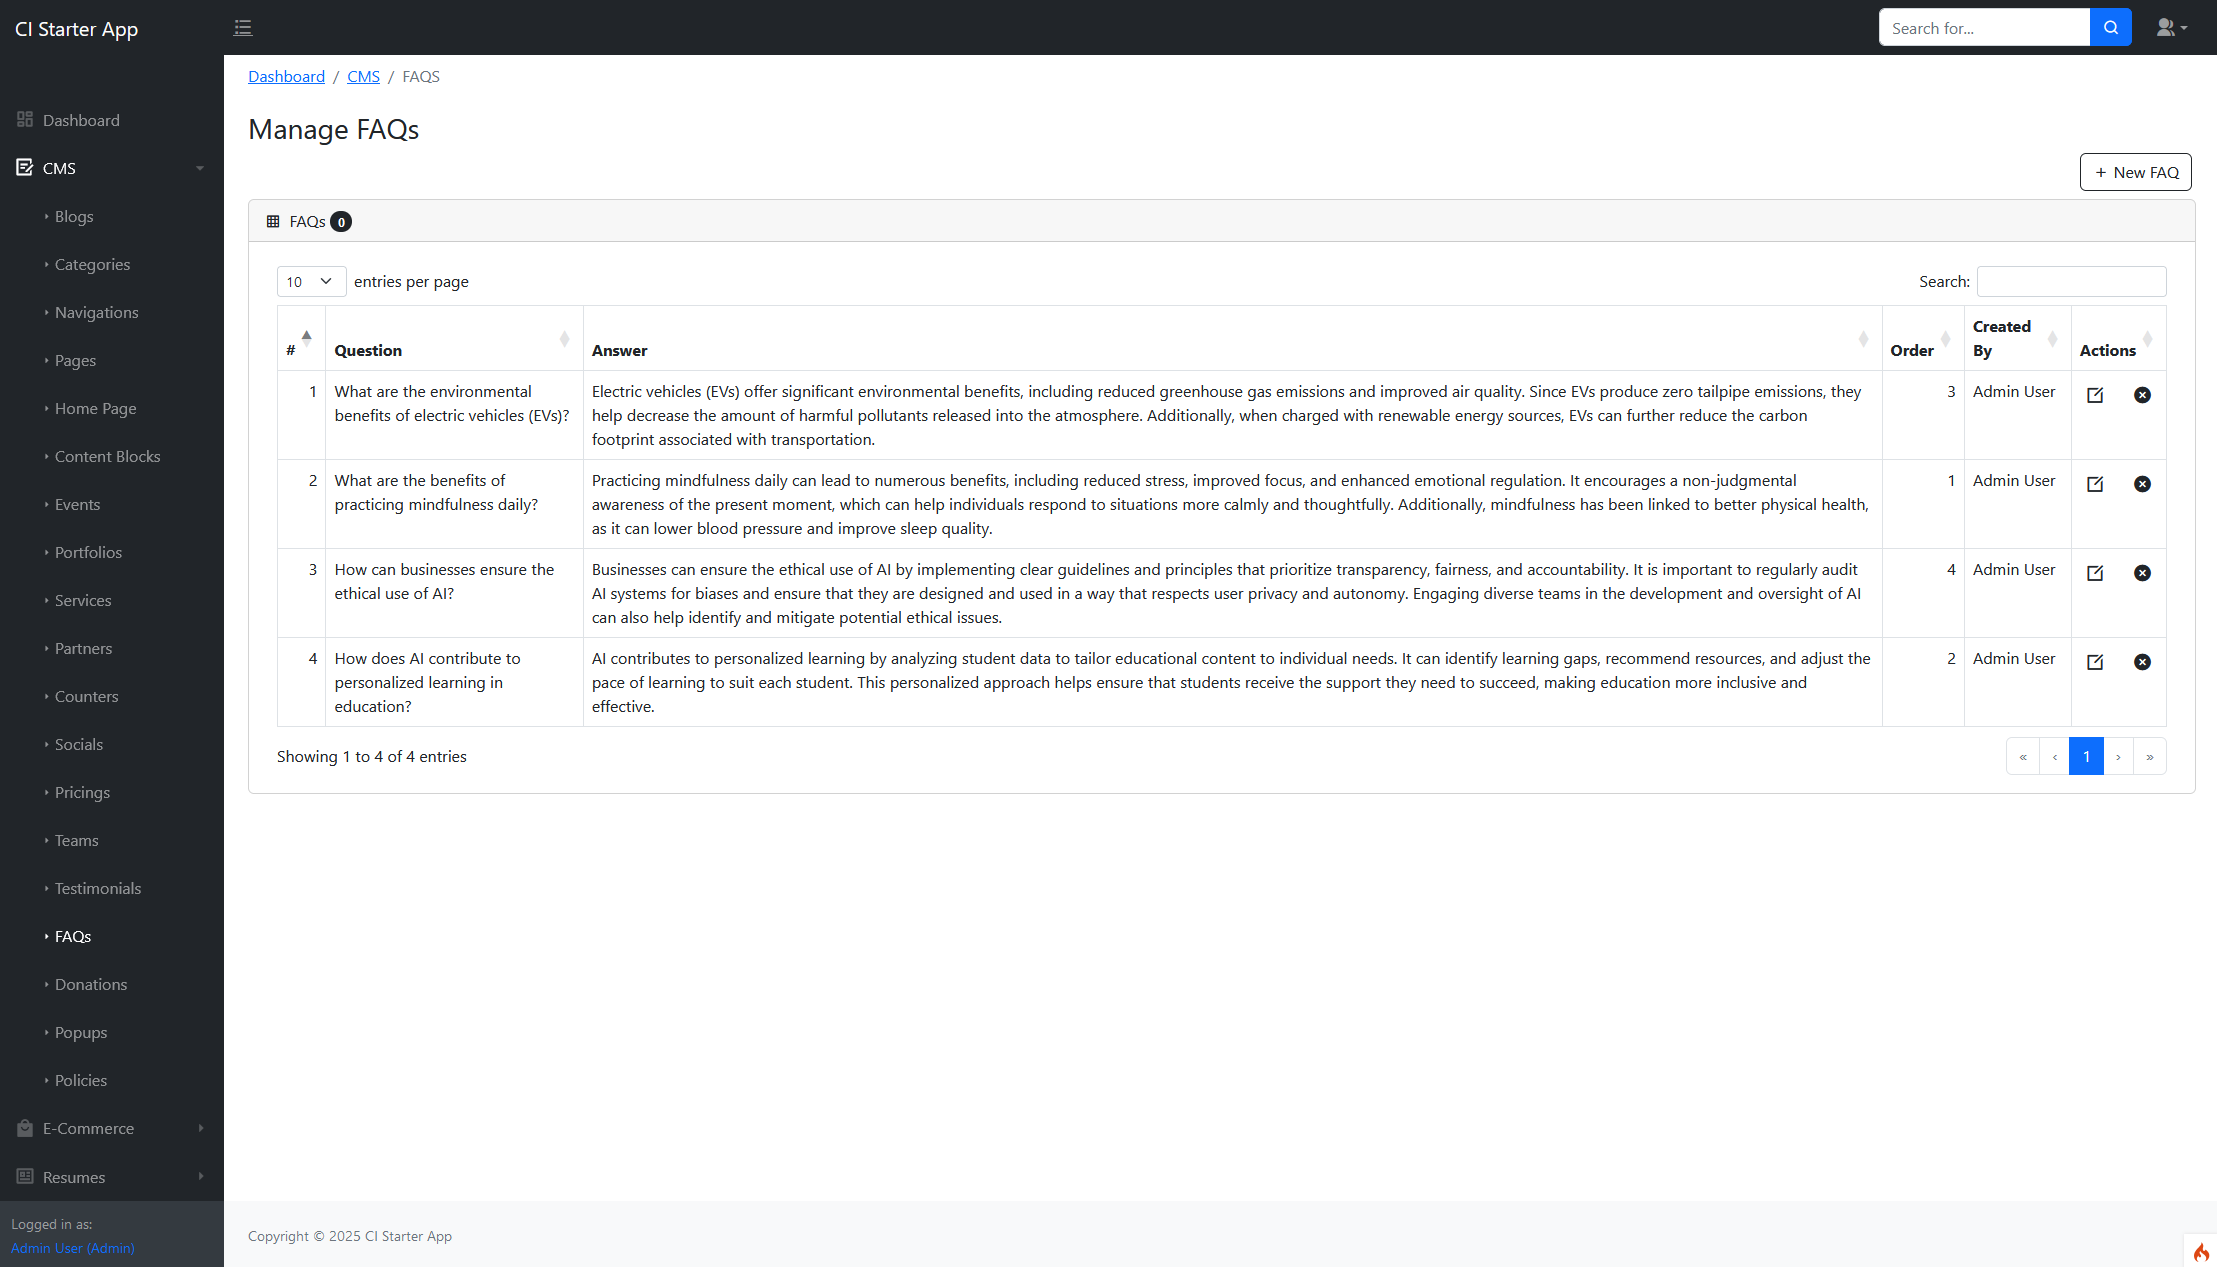 CI Starter App
Search for...
Dashboard
CMS
Blogs
Categories
Navigations
Pages
Home Page
Content Blocks
Events
Portfolios
Services
Partners
Counters
Socials
Pricings
Teams
Testimonials
FAQs
Donations
Popups
Policies
E-Commerce
Resumes
Logged in as:
Admin User (Admin)
Dashboard / CMS / FAQS
Manage FAQs
+ New FAQ
FAQs 0
10 entries per page
Search:
# Question Answer Order Created By Actions
1
What are the environmental
benefits of electric vehicles (EVs)?
Electric vehicles (EVs) offer significant environmental benefits, including reduced greenhouse gas emissions and improved air quality. Since EVs produce zero tailpipe emissions, they
help decrease the amount of harmful pollutants released into the atmosphere. Additionally, when charged with renewable energy sources, EVs can further reduce the carbon
footprint associated with transportation.
3
Admin User
2
What are the benefits of
practicing mindfulness daily?
Practicing mindfulness daily can lead to numerous benefits, including reduced stress, improved focus, and enhanced emotional regulation. It encourages a non-judgmental
awareness of the present moment, which can help individuals respond to situations more calmly and thoughtfully. Additionally, mindfulness has been linked to better physical health,
as it can lower blood pressure and improve sleep quality.
1
Admin User
3
How can businesses ensure the
ethical use of AI?
Businesses can ensure the ethical use of AI by implementing clear guidelines and principles that prioritize transparency, fairness, and accountability. It is important to regularly audit
AI systems for biases and ensure that they are designed and used in a way that respects user privacy and autonomy. Engaging diverse teams in the development and oversight of AI
can also help identify and mitigate potential ethical issues.
4
Admin User
4
How does AI contribute to
personalized learning in
education?
AI contributes to personalized learning by analyzing student data to tailor educational content to individual needs. It can identify learning gaps, recommend resources, and adjust the
pace of learning to suit each student. This personalized approach helps ensure that students receive the support they need to succeed, making education more inclusive and
effective.
2
Admin User
Showing 1 to 4 of 4 entries
« ‹ 1 › »
Copyright © 2025 CI Starter App